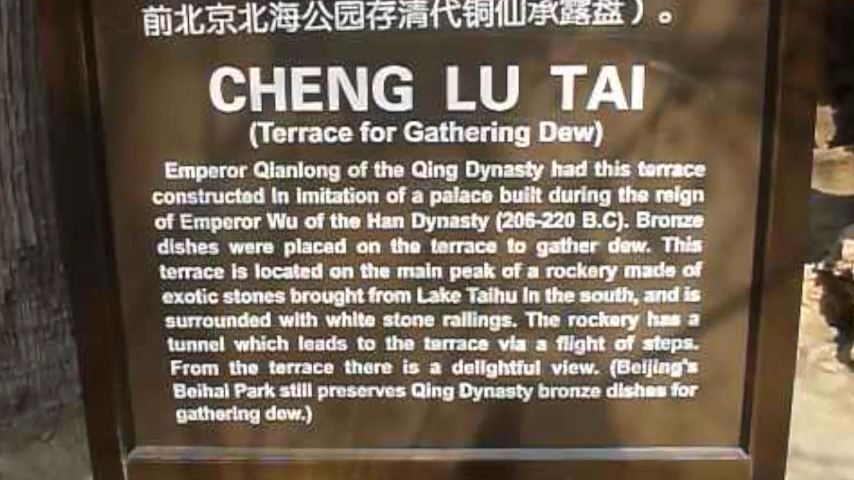 前北京北海公园存清代铜仙承露盘）。
CHENG LU TAI
(Terrace for Gathering Dew)
Emperor Qianlong of the Qing Dynasty had this terrace
constructed in imitation of a palace built during the reign
of Emperor Wu of the Han Dynasty (206-220 B.C). Bronze
dishes were placed on the terrace to gather dew. This
terrace is located on the main peak of a rockery made of
exotic stones brought from Lake Taihu in the south, and is
surrounded with white stone railings. The rockery has a
tunnel which leads to the terrace via a flight of steps.
From the terrace there is a delightful view. (Beijing's
Beihai Park still preserves Qing Dynasty bronze dishes for
gathering dew.)